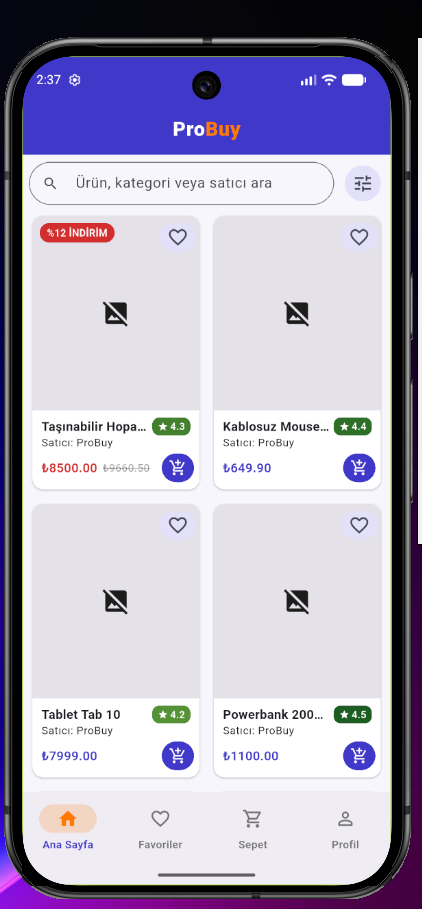 2:37
ProBuy
Ürün, kategori veya satıcı ara
%12 İNDİRİM
Taşınabilir Hopa... ★ 4.3
Satıcı: ProBuy
₺8500.00 ₺9660.50
Kablosuz Mouse... ★ 4.4
Satıcı: ProBuy
₺649.90
Tablet Tab 10 ★ 4.2
Satıcı: ProBuy
₺7999.00
Powerbank 200... ★ 4.5
Satıcı: ProBuy
₺1100.00
Ana Sayfa Favoriler Sepet Profil